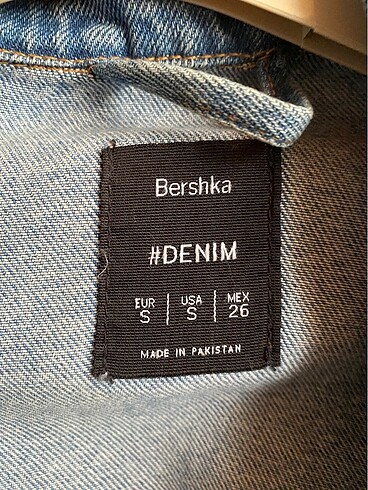 Bershka
#DENIM
EUR | USA | MEX
S | S | 26
MADE IN PAKISTAN